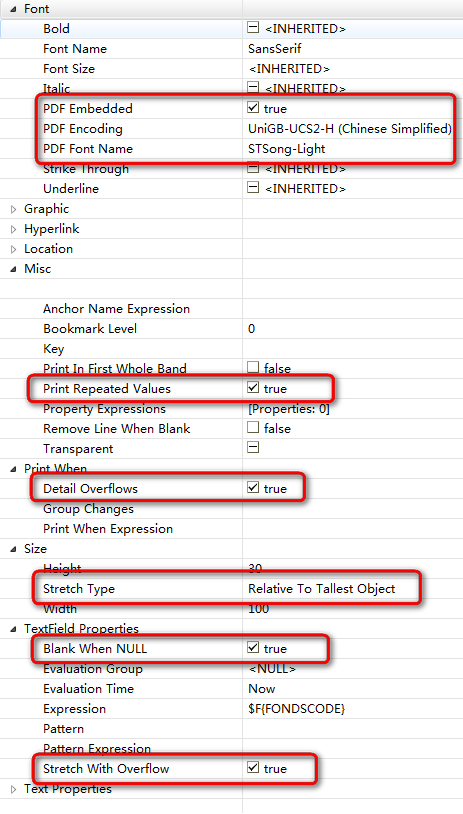 Font
Bold <INHERITED>
Font Name SansSerif
Font Size <INHERITED>
Italic <INHERITED>
PDF Embedded true
PDF Encoding UniGB-UCS2-H (Chinese Simplified)
PDF Font Name STSong-Light
Strike Through <INHERITED>
Underline <INHERITED>
Graphic
Hyperlink
Location
Misc
Anchor Name Expression
Bookmark Level 0
Key
Print In First Whole Band false
Print Repeated Values true
Property Expressions [Properties: 0]
Remove Line When Blank false
Transparent
Print When
Detail Overflows true
Group Changes
Print When Expression
Size
Height 30
Stretch Type Relative To Tallest Object
Width 100
TextField Properties
Blank When NULL true
Evaluation Group <NULL>
Evaluation Time Now
Expression $F{FONDSCODE}
Pattern
Pattern Expression
Stretch With Overflow true
Text Properties